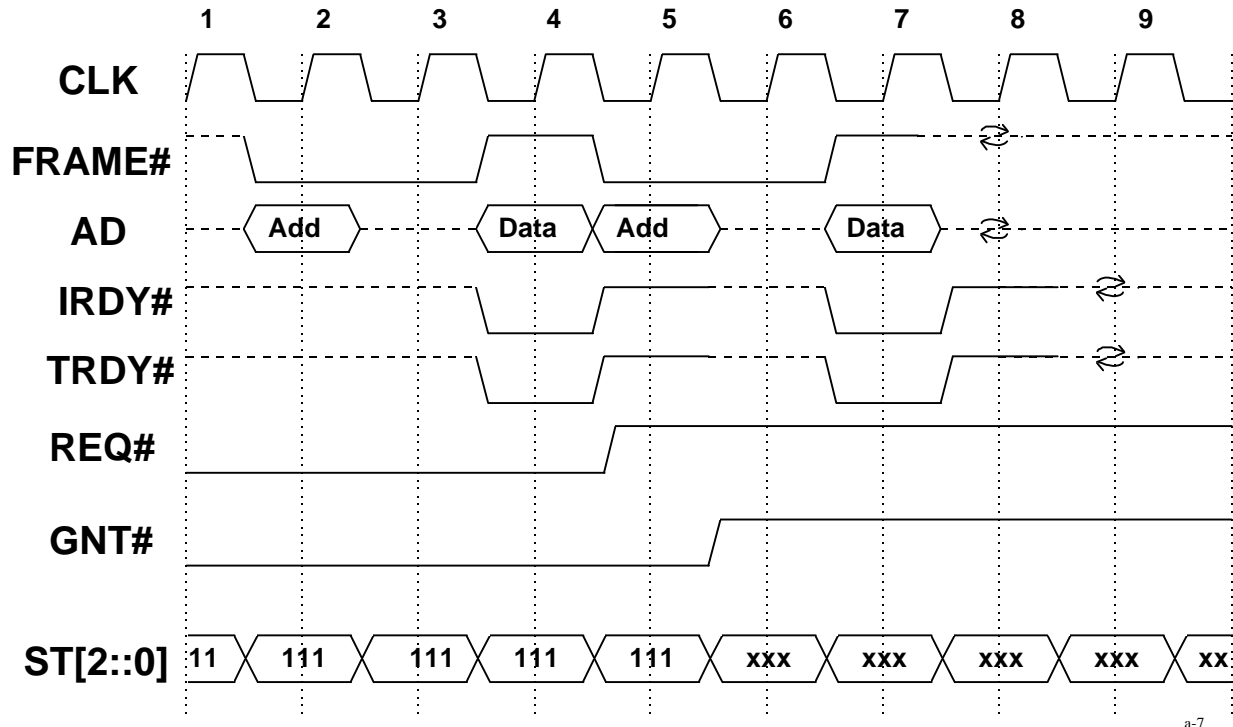 1 2 3 4 5 6 7 8 9
CLK
FRAME#
AD Add Data Add Data
IRDY#
TRDY#
REQ#
GNT#
ST[2::0] 11 111 111 111 111 xxx xxx xxx xxx xx
a-7